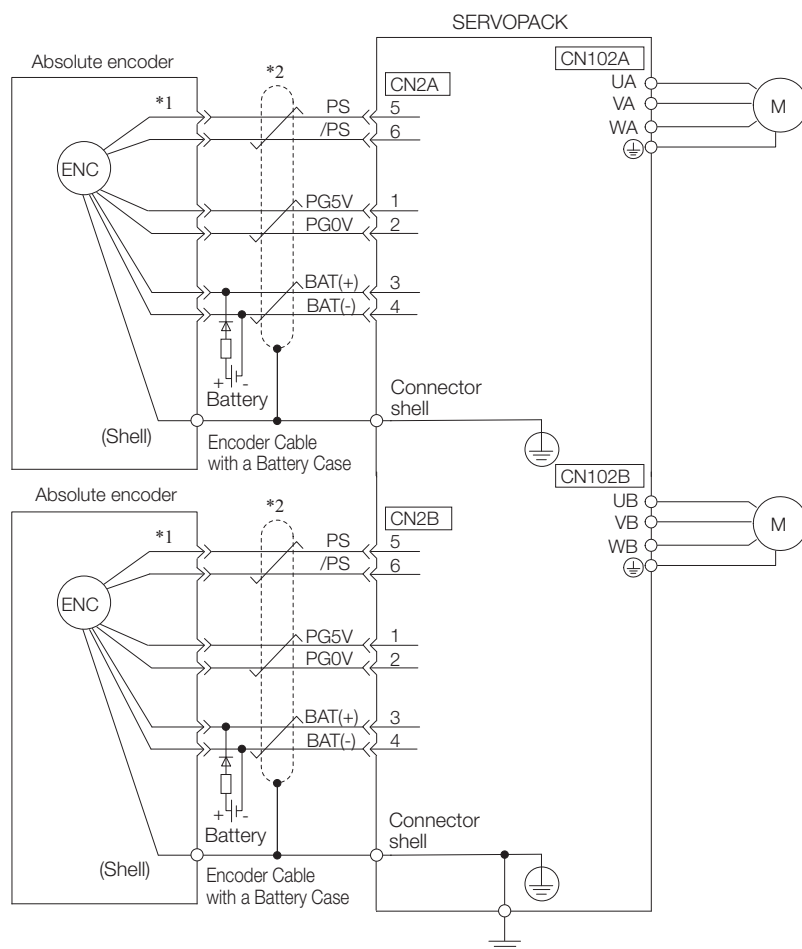 SERVOPACK
Absolute encoder
*1
*2
CN2A
CN102A
ENC
PS
5
/PS
6
PG5V
1
PG0V
2
BAT(+)
3
BAT(-)
4
+ -
Battery
(Shell)
Encoder Cable
with a Battery Case
Connector
shell
UA
VA
WA
M
Absolute encoder
*1
*2
CN2B
CN102B
ENC
PS
5
/PS
6
PG5V
1
PG0V
2
BAT(+)
3
BAT(-)
4
+ -
Battery
(Shell)
Encoder Cable
with a Battery Case
Connector
shell
UB
VB
WB
M